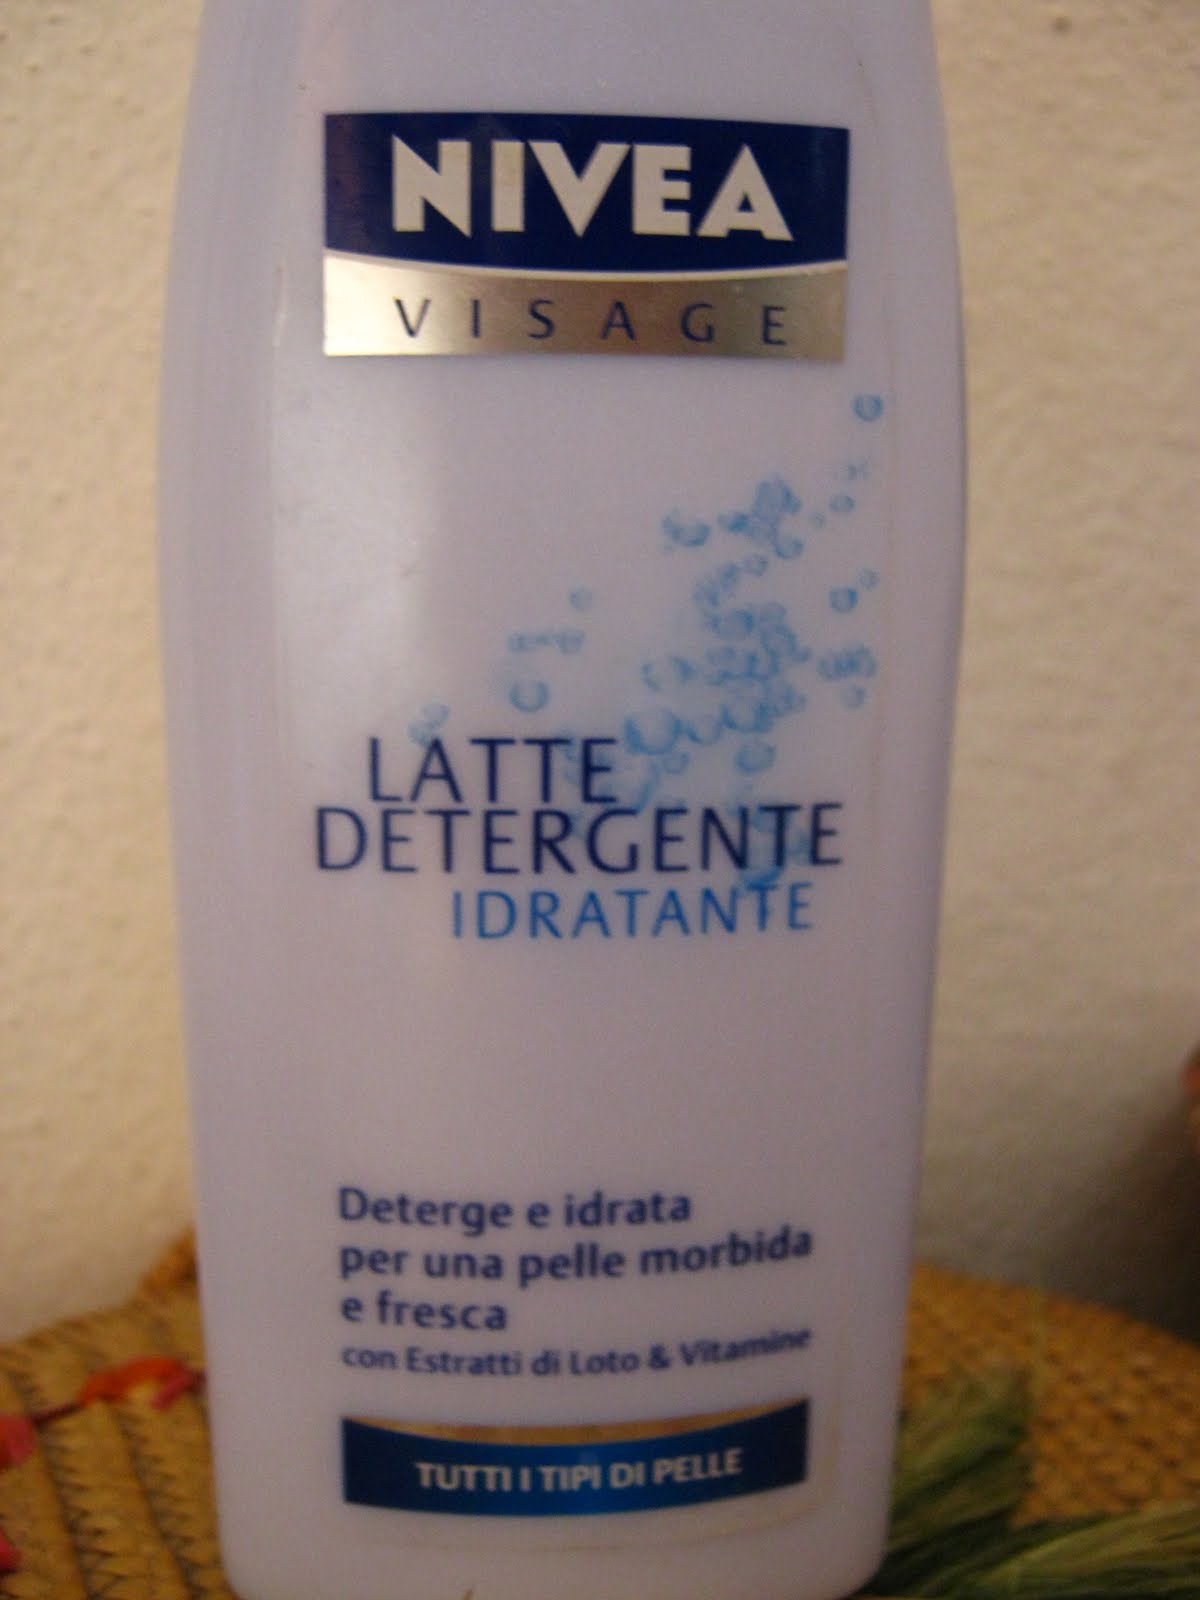 NIVEA
VISAGE
LATTE
DETERGENTE
IDRATANTE
Deterge e idrata
per una pelle morbida
e fresca
con Estratti di Loto & Vitamine
TUTTI I TIPI DI PELLE